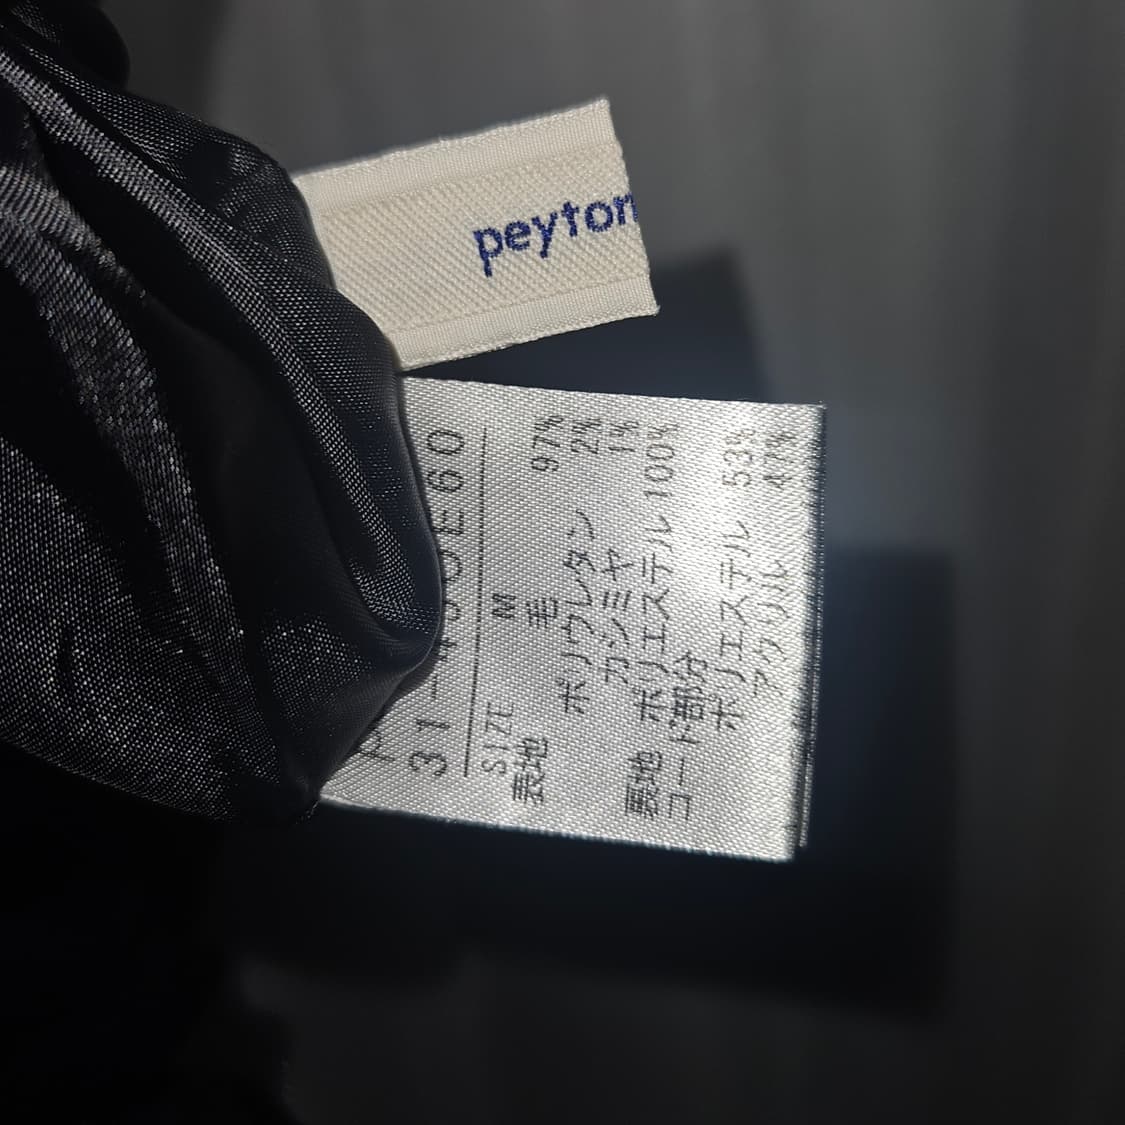 peyton
SIZE M
表地 毛 97%
ポリウレタン 2%
カシミヤ 1%
裏地 ポリエステル 100%
コード部分
ポリエステル 53%
アクリル 47%